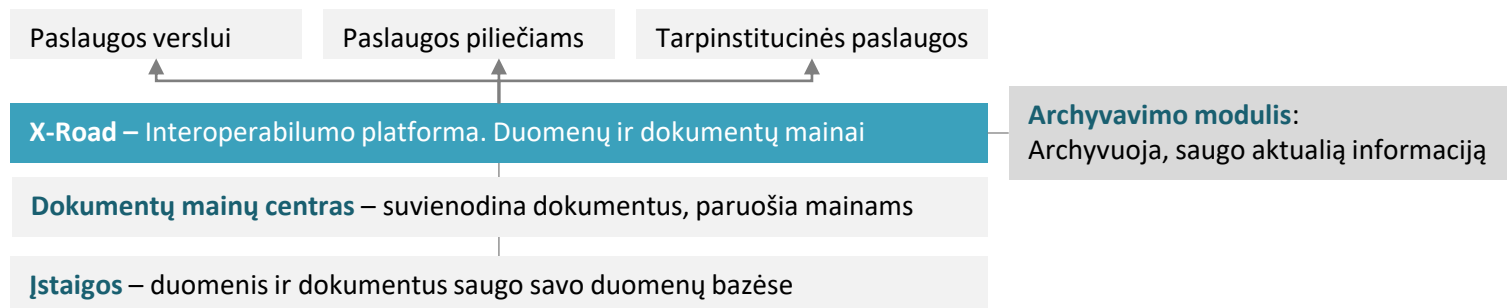 Paslaugos verslui
Paslaugos piliečiams
Tarpinstitucinės paslaugos
X-Road – Interoperabilumo platforma. Duomenų ir dokumentų mainai
Archyvavimo modulis:
Archyvuoja, saugo aktualią informaciją
Dokumentų mainų centras – suvienodina dokumentus, paruošia mainams
Įstaigos – duomenis ir dokumentus saugo savo duomenų bazėse